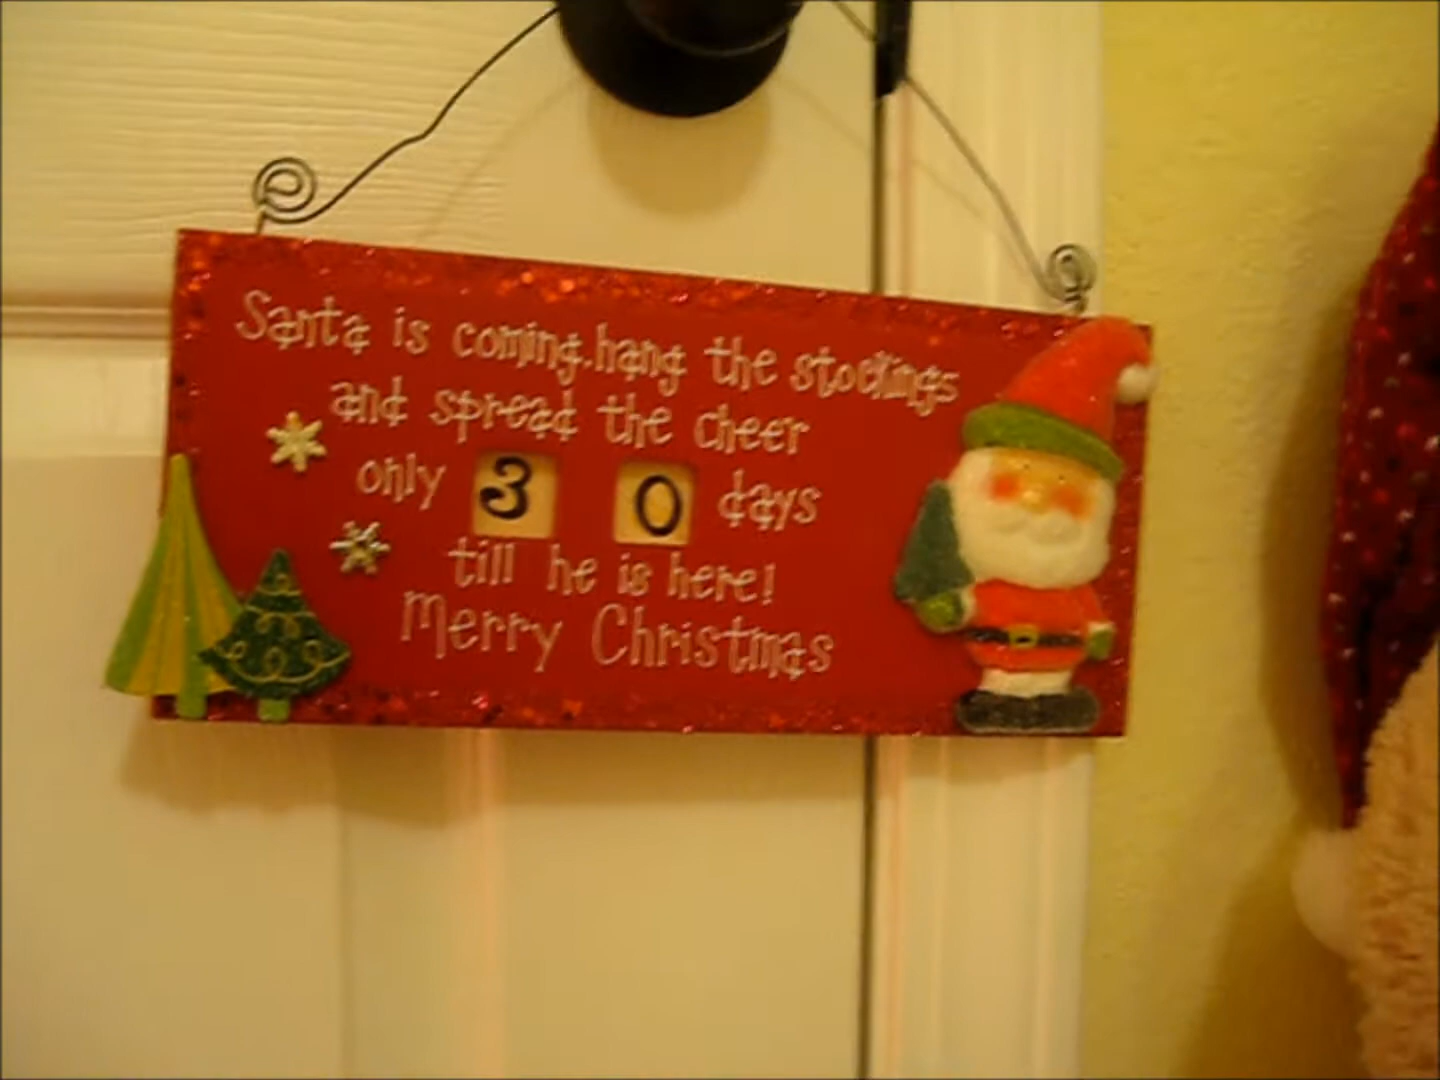 Santa is coming.hang the stockings
and spread the cheer
only 3 0 days
till he is here!
Merry Christmas